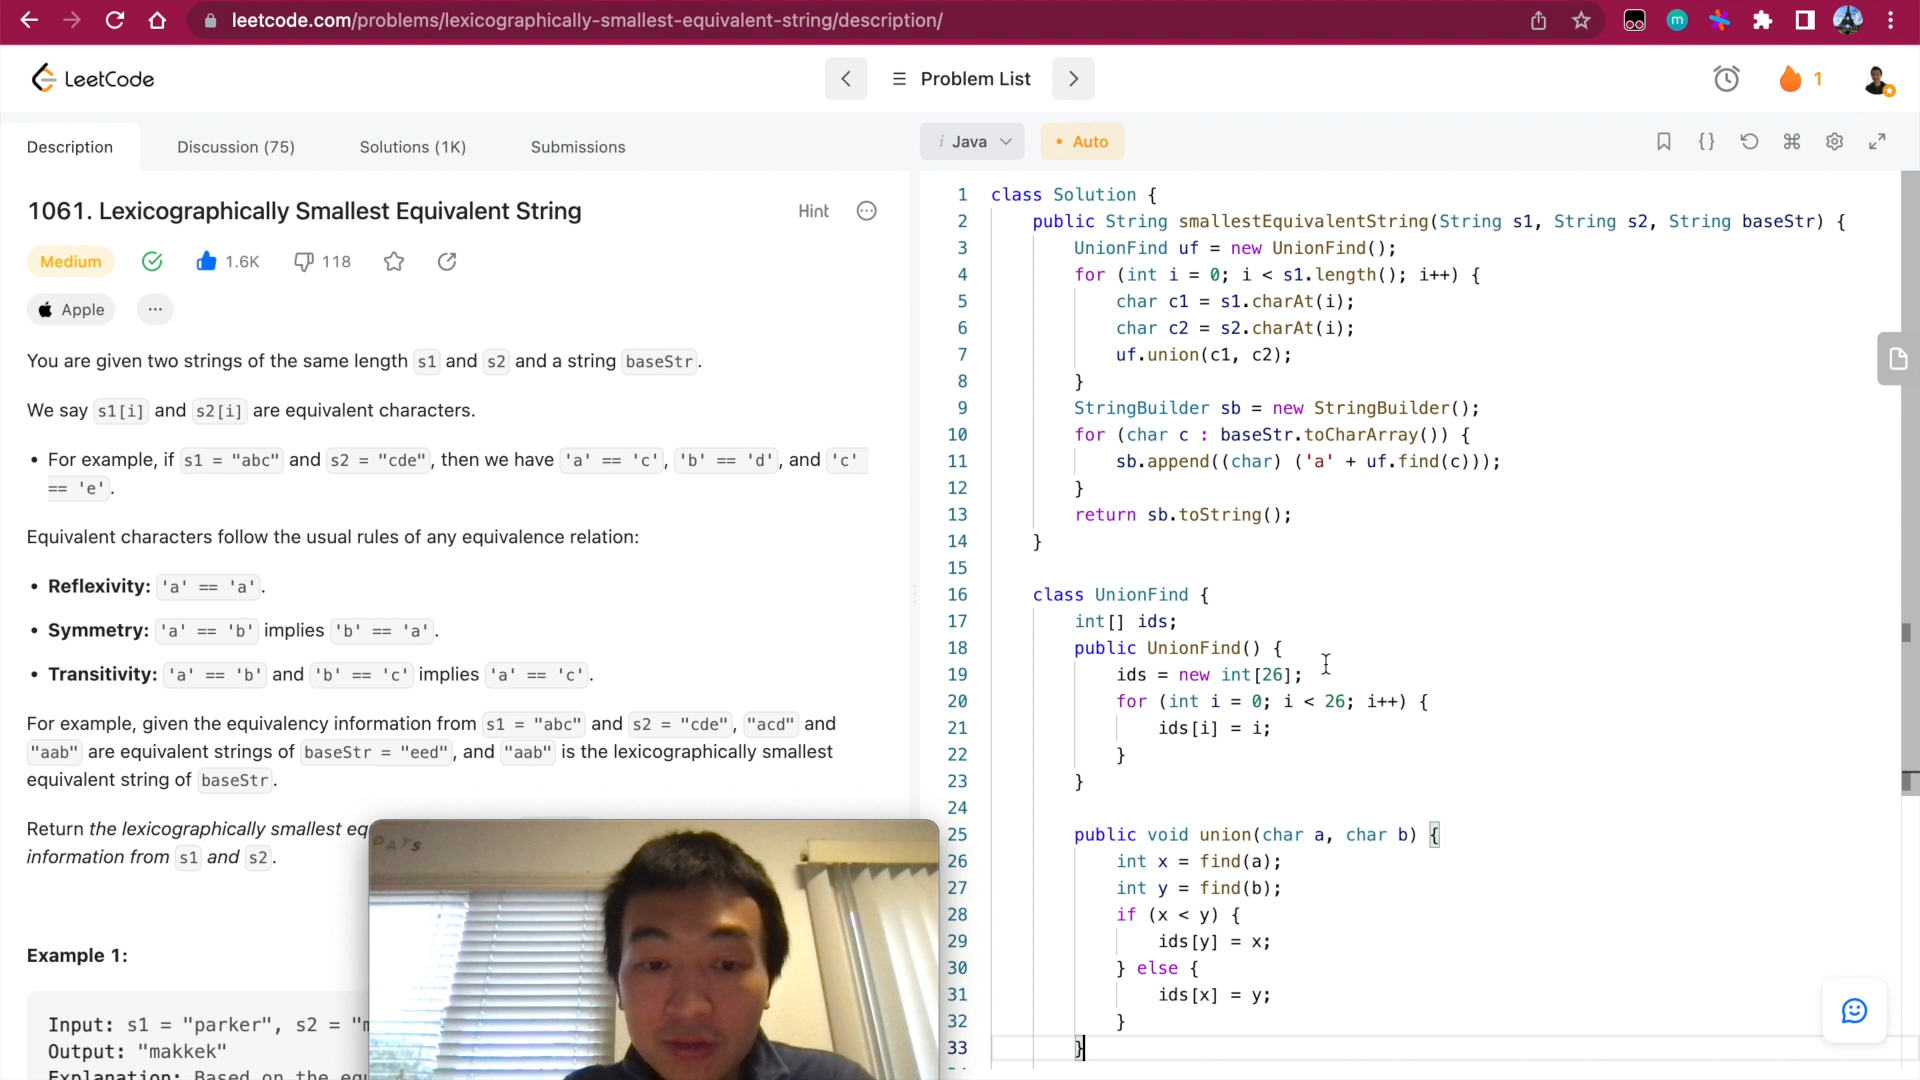 leetcode.com/problems/lexicographically-smallest-equivalent-string/description/
m
LeetCode
Problem List
1
Description
Discussion (75)
Solutions (1K)
Submissions
i Java
• Auto
{}
1061. Lexicographically Smallest Equivalent String
Hint
Medium
1.6K
118
Apple
...
You are given two strings of the same length s1 and s2 and a string baseStr.
We say s1[i] and s2[i] are equivalent characters.
• For example, if s1 = "abc" and s2 = "cde", then we have 'a' == 'c', 'b' == 'd', and 'c'
== 'e'.
Equivalent characters follow the usual rules of any equivalence relation:
• Reflexivity: 'a' == 'a'.
• Symmetry: 'a' == 'b' implies 'b' == 'a'.
• Transitivity: 'a' == 'b' and 'b' == 'c' implies 'a' == 'c'.
For example, given the equivalency information from s1 = "abc" and s2 = "cde", "acd" and
"aab" are equivalent strings of baseStr = "eed", and "aab" is the lexicographically smallest
equivalent string of baseStr.
Return the lexicographically smallest eq
information from s1 and s2.
Example 1:
Input: s1 = "parker", s2 = "m
Output: "makkek"
Explanation: Based on the equ
DAYS
1 class Solution {
2 public String smallestEquivalentString(String s1, String s2, String baseStr) {
3 UnionFind uf = new UnionFind();
4 for (int i = 0; i < s1.length(); i++) {
5 char c1 = s1.charAt(i);
6 char c2 = s2.charAt(i);
7 uf.union(c1, c2);
8 }
9 StringBuilder sb = new StringBuilder();
10 for (char c : baseStr.toCharArray()) {
11 sb.append((char) ('a' + uf.find(c)));
12 }
13 return sb.toString();
14 }
15
16 class UnionFind {
17 int[] ids;
18 public UnionFind() {
19 ids = new int[26];
20 for (int i = 0; i < 26; i++) {
21 ids[i] = i;
22 }
23 }
24
25 public void union(char a, char b) {
26 int x = find(a);
27 int y = find(b);
28 if (x < y) {
29 ids[y] = x;
30 } else {
31 ids[x] = y;
32 }
33 }